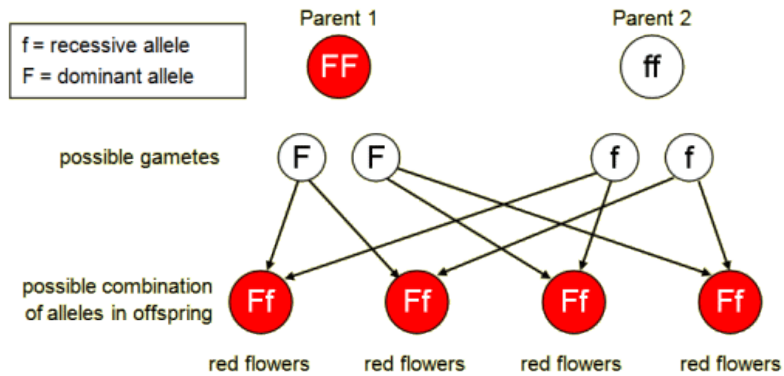 Parent 1
Parent 2
f = recessive allele
F = dominant allele
FF
ff
possible gametes
F
F
f
f
possible combination
of alleles in offspring
Ff
Ff
Ff
Ff
red flowers
red flowers
red flowers
red flowers